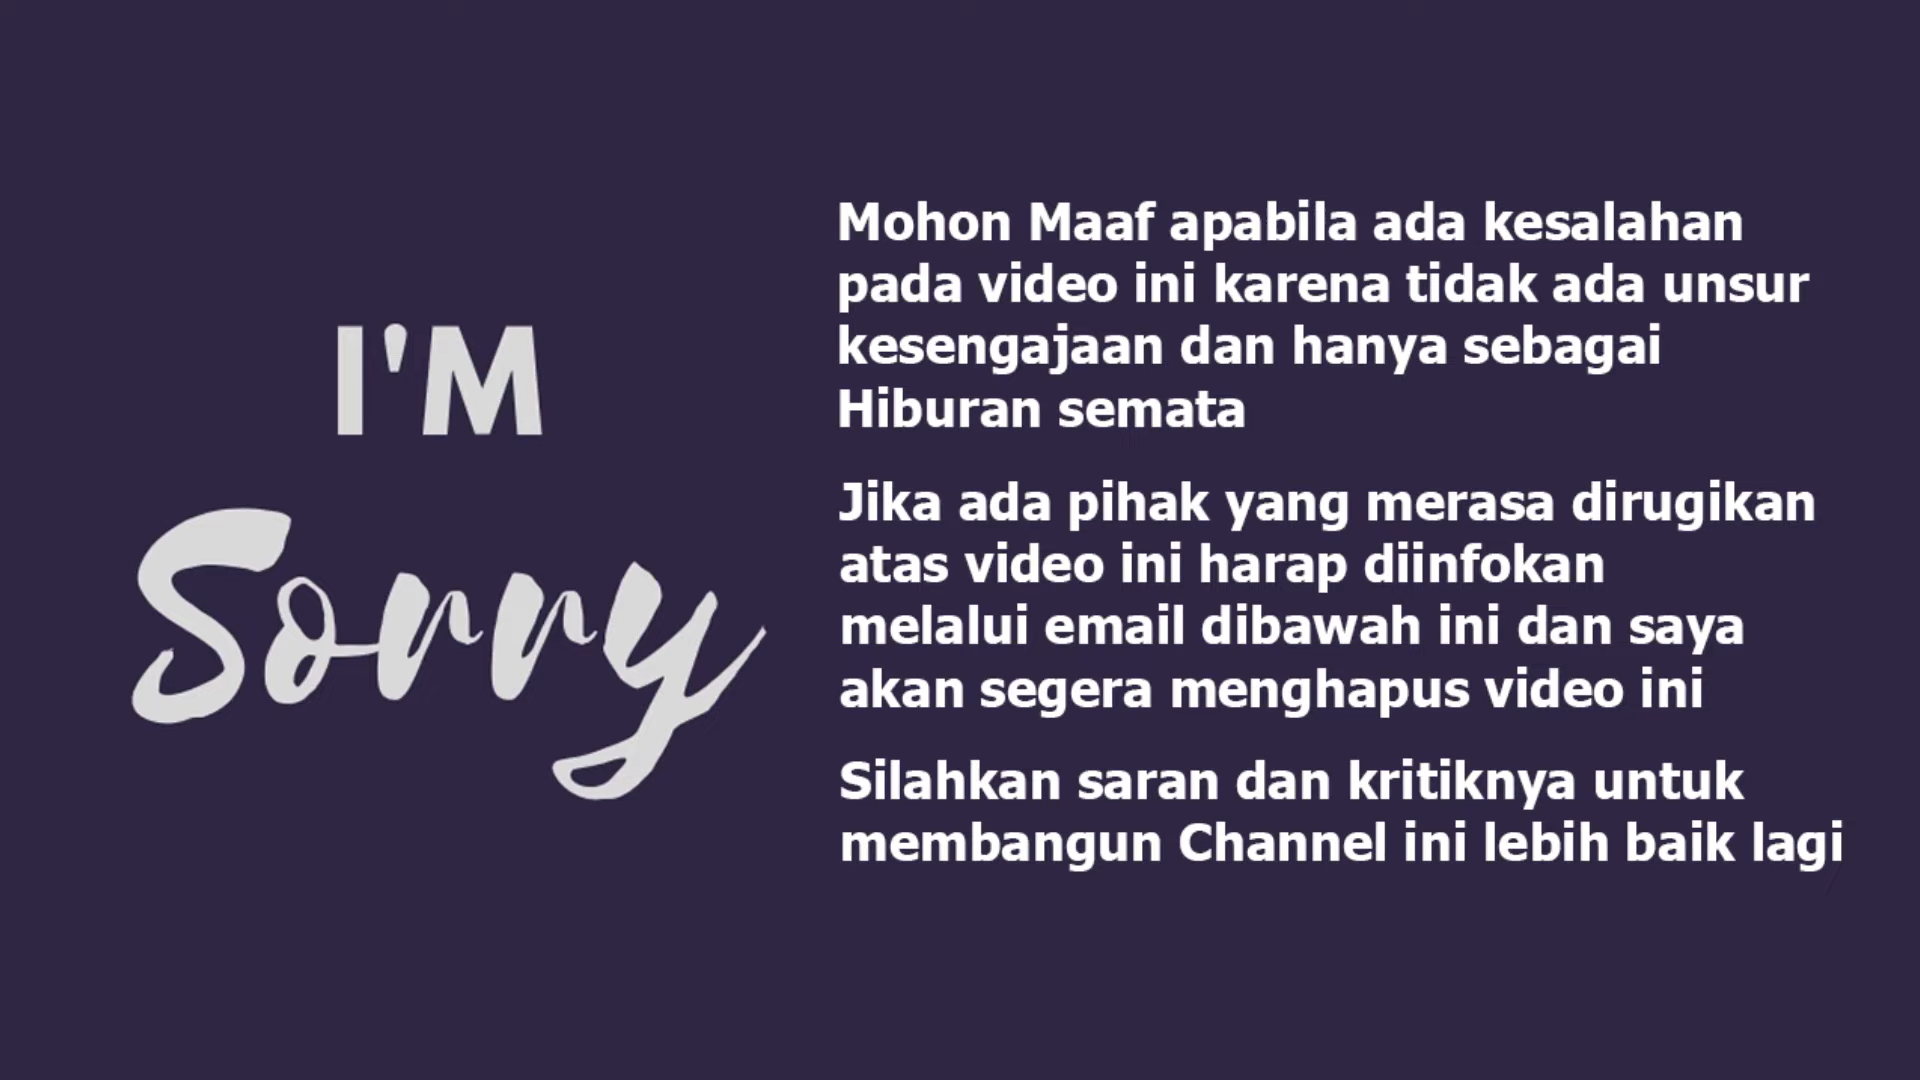 I'M
Sorry
Mohon Maaf apabila ada kesalahan
pada video ini karena tidak ada unsur
kesengajaan dan hanya sebagai
Hiburan semata
Jika ada pihak yang merasa dirugikan
atas video ini harap diinfokan
melalui email dibawah ini dan saya
akan segera menghapus video ini
Silahkan saran dan kritiknya untuk
membangun Channel ini lebih baik lagi